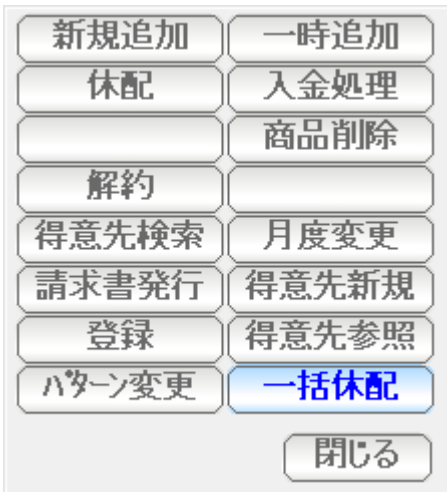 新規追加 一時追加
休配 入金処理
商品削除
解約
得意先検索 月度変更
請求書発行 得意先新規
登録 得意先参照
ﾊﾟﾀｰﾝ変更 一括休配
閉じる